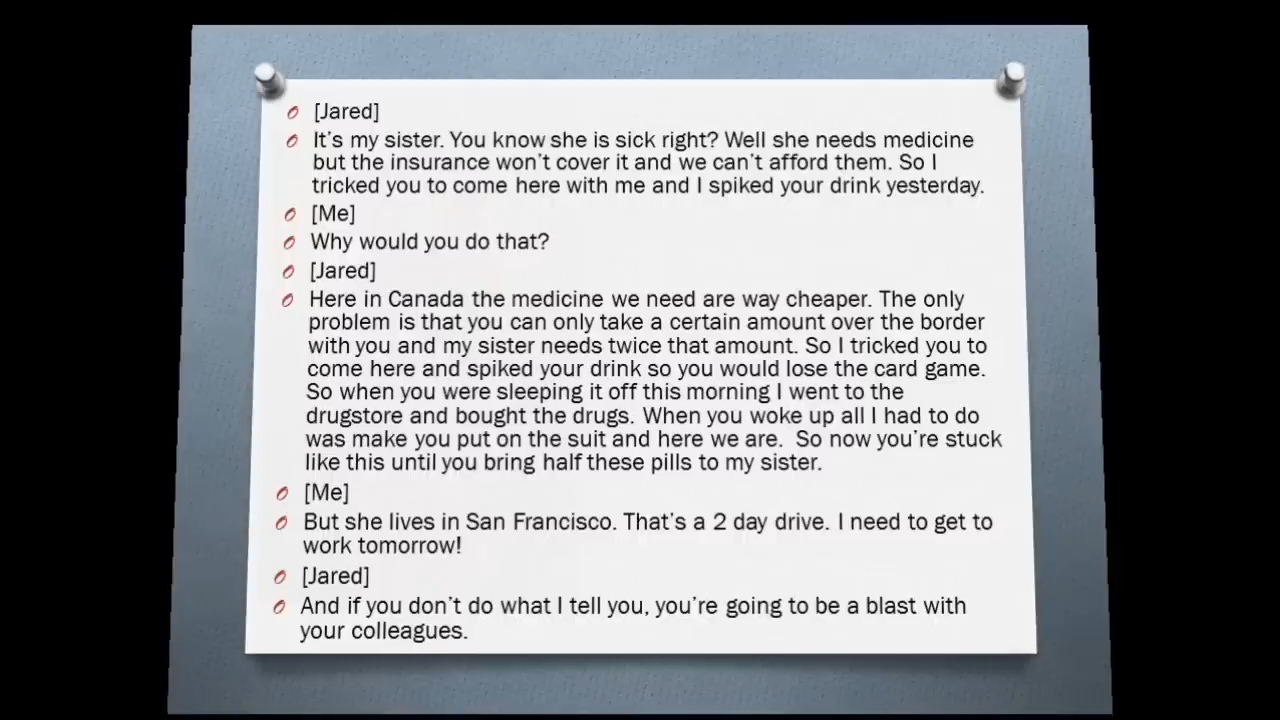 [Jared]
It's my sister. You know she is sick right? Well she needs medicine
but the insurance won't cover it and we can't afford them. So I
tricked you to come here with me and I spiked your drink yesterday.
[Me]
Why would you do that?
[Jared]
Here in Canada the medicine we need are way cheaper. The only
problem is that you can only take a certain amount over the border
with you and my sister needs twice that amount. So I tricked you to
come here and spiked your drink so you would lose the card game.
So when you were sleeping it off this morning I went to the
drugstore and bought the drugs. When you woke up all I had to do
was make you put on the suit and here we are.  So now you're stuck
like this until you bring half these pills to my sister.
[Me]
But she lives in San Francisco. That's a 2 day drive. I need to get to
work tomorrow!
[Jared]
And if you don't do what I tell you, you're going to be a blast with
your colleagues.